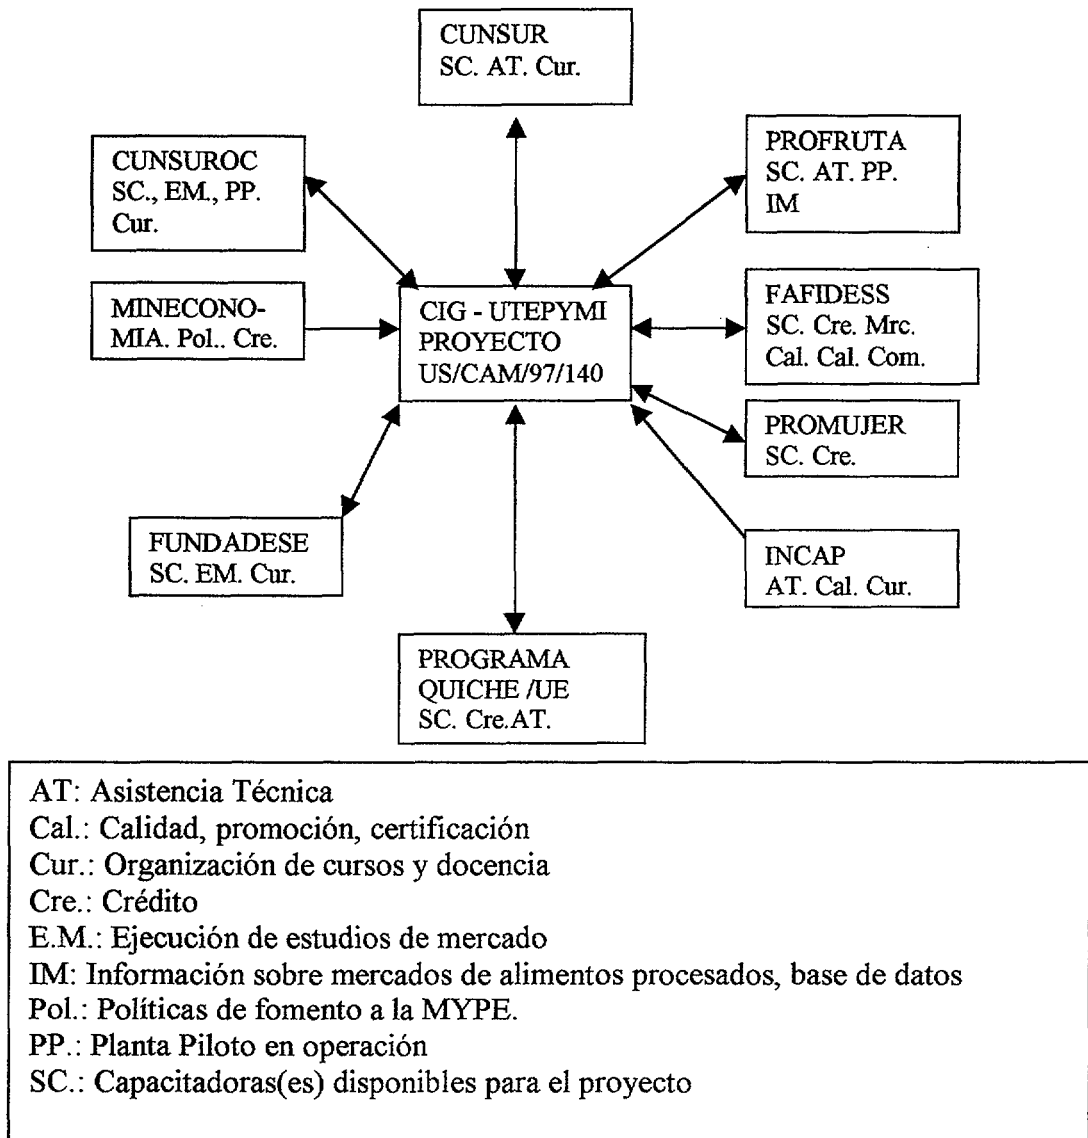 CUNSUR
SC. AT. Cur.
CUNSUROC
SC., EM., PP.
Cur.
PROFRUTA
SC. AT. PP.
IM
MINECONO-
MIA. Pol.. Cre.
CIG - UTEPYMI
PROYECTO
US/CAM/97/140
FAFIDESS
SC. Cre. Mrc.
Cal. Cal. Com.
PROMUJER
SC. Cre.
FUNDADESE
SC. EM. Cur.
INCAP
AT. Cal. Cur.
PROGRAMA
QUICHE /UE
SC. Cre.AT.
AT: Asistencia Técnica
Cal.: Calidad, promoción, certificación
Cur.: Organización de cursos y docencia
Cre.: Crédito
E.M.: Ejecución de estudios de mercado
IM: Información sobre mercados de alimentos procesados, base de datos
Pol.: Políticas de fomento a la MYPE.
PP.: Planta Piloto en operación
SC.: Capacitadoras(es) disponibles para el proyecto